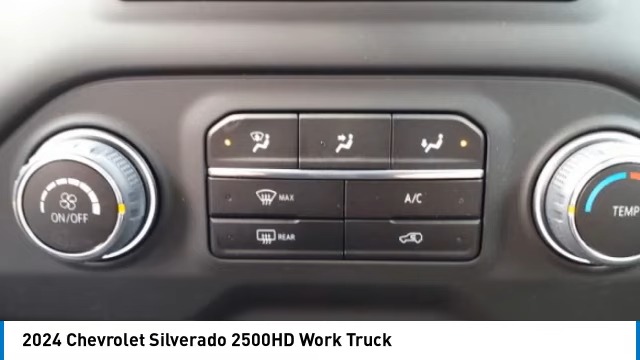 MAX
A/C
ON/OFF
REAR
TEMP
2024 Chevrolet Silverado 2500HD Work Truck